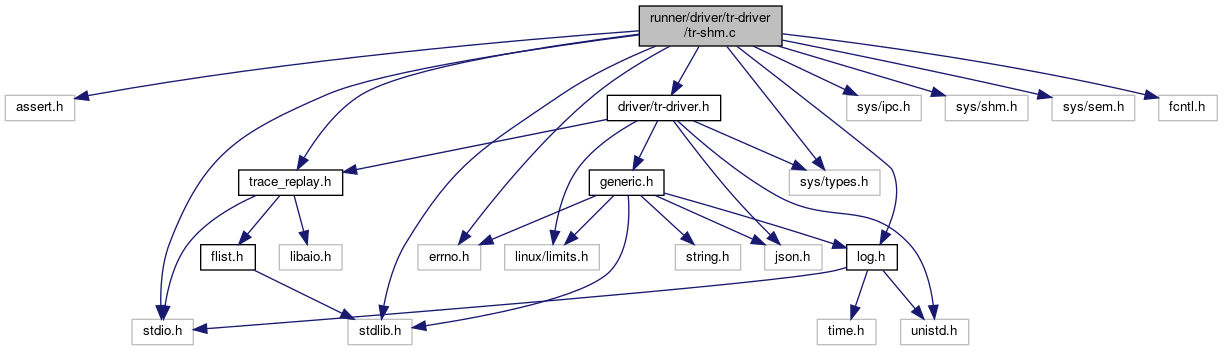 runner/driver/tr-driver
/tr-shm.c
assert.h
driver/tr-driver.h
sys/ipc.h
sys/shm.h
sys/sem.h
fcntl.h
trace_replay.h
generic.h
sys/types.h
flist.h
libaio.h
errno.h
linux/limits.h
string.h
json.h
log.h
stdio.h
stdlib.h
time.h
unistd.h